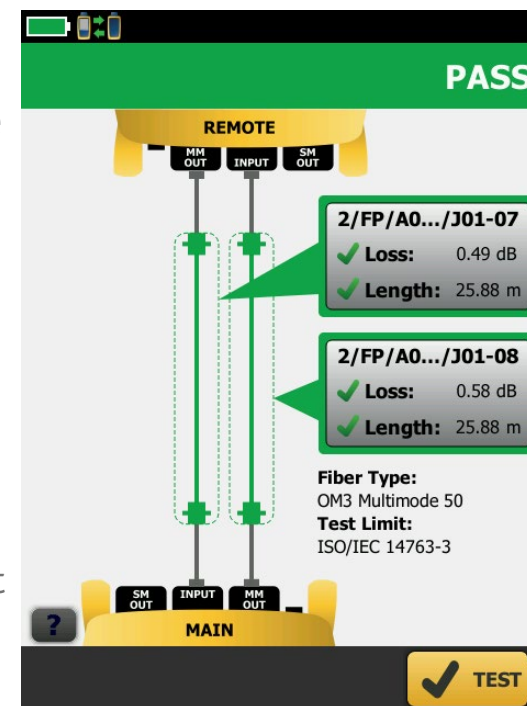 PASS
REMOTE
MM OUT INPUT SM OUT
2/FP/A0.../J01-07
Loss: 0.49 dB
Length: 25.88 m
2/FP/A0.../J01-08
Loss: 0.58 dB
Length: 25.88 m
Fiber Type:
OM3 Multimode 50
Test Limit:
ISO/IEC 14763-3
SM OUT INPUT MM OUT
MAIN
?
TEST